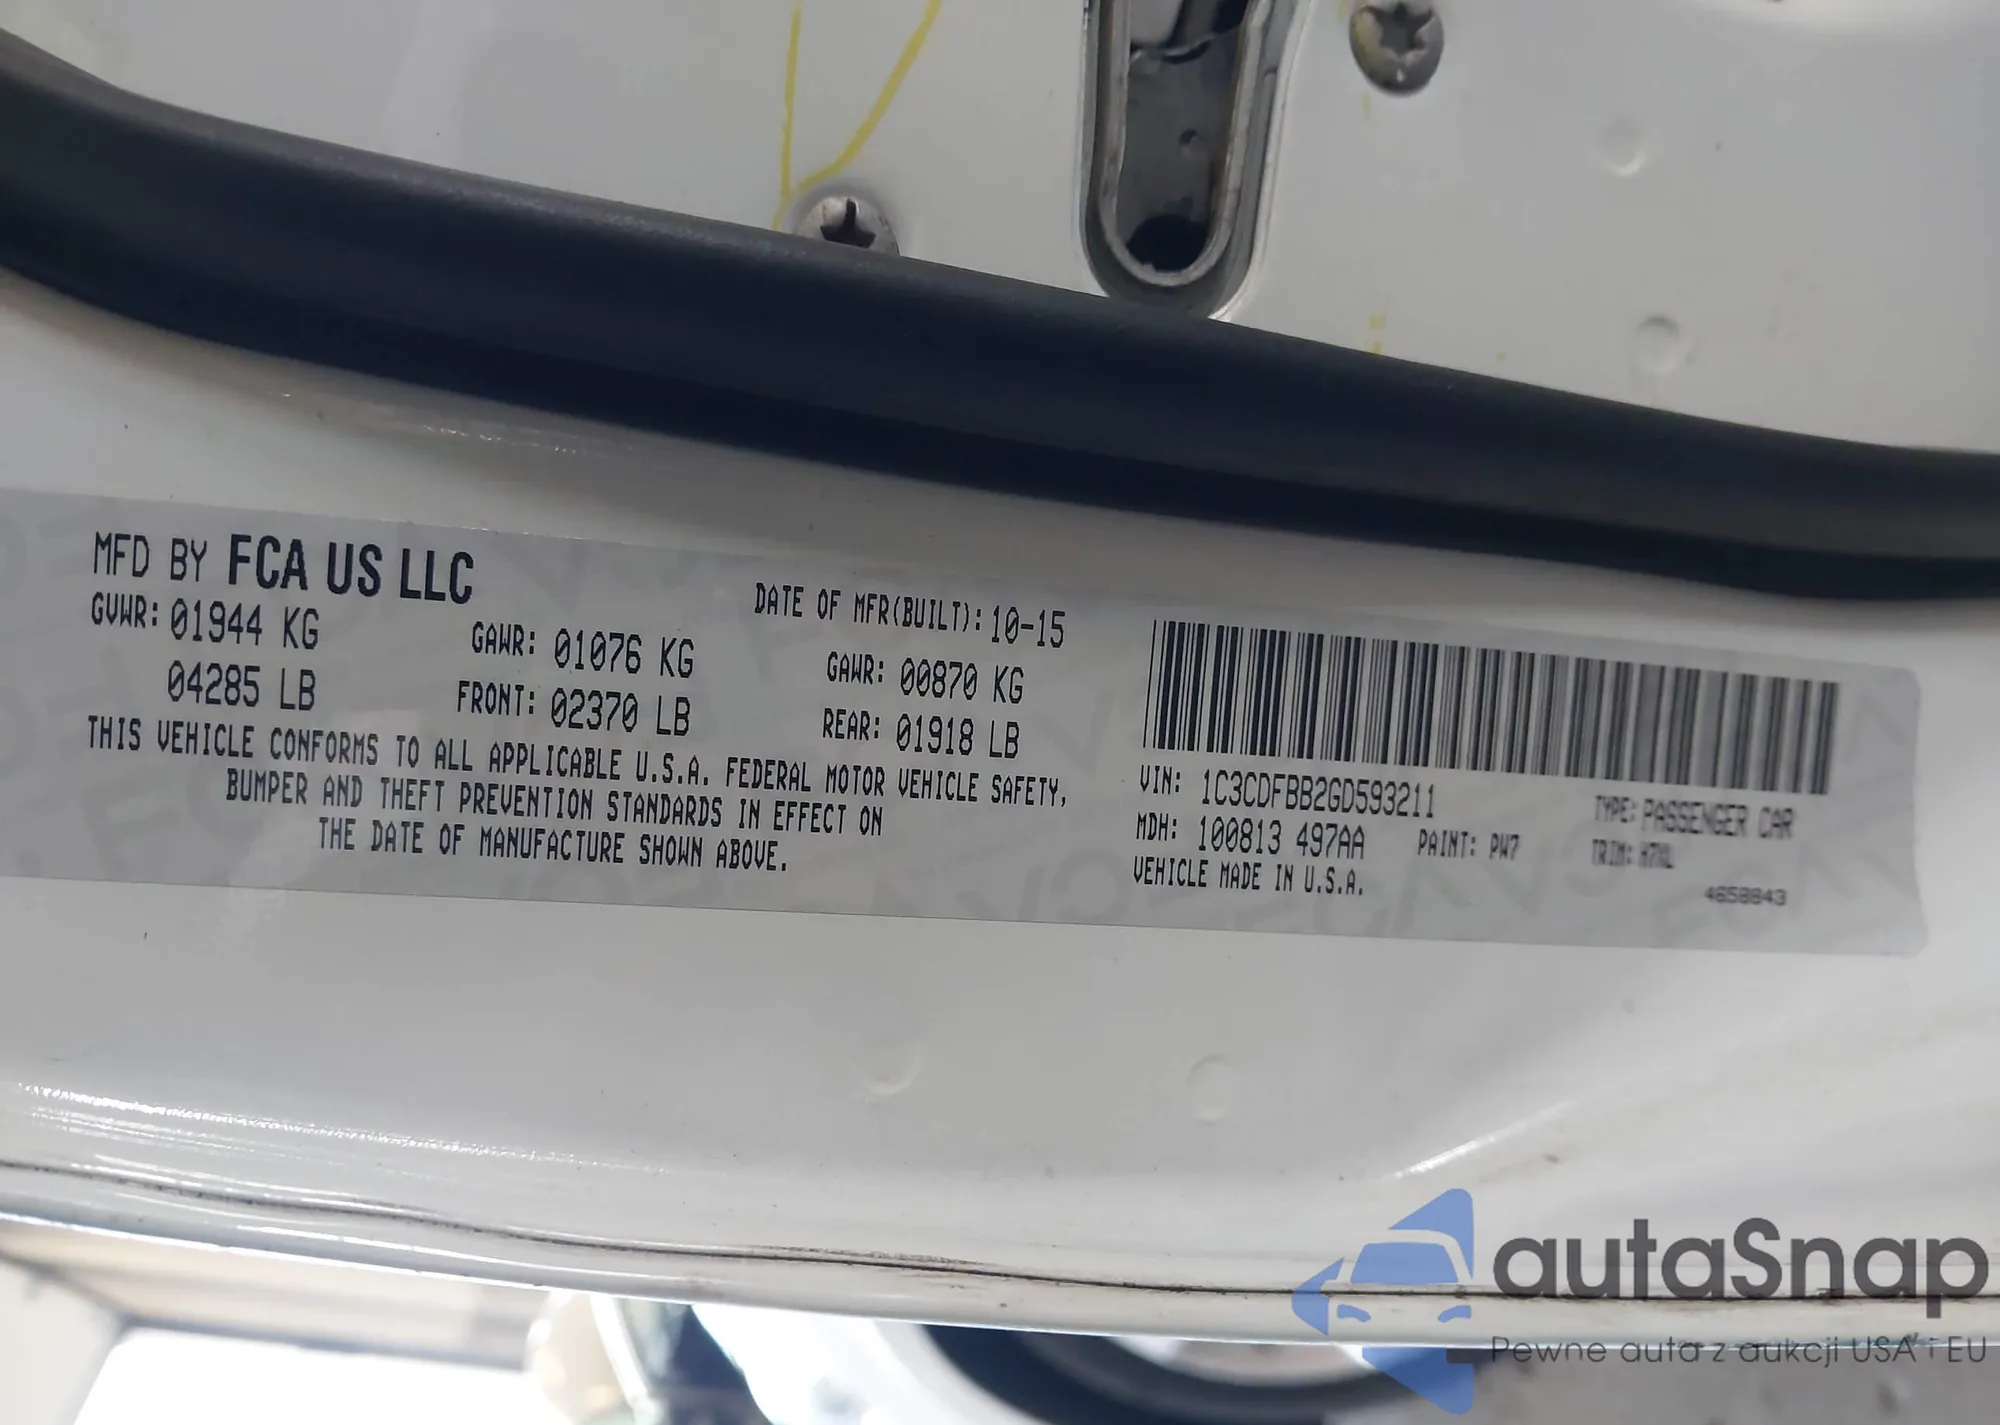 MFD BY FCA US LLC
DATE OF MFR(BUILT): 10-15
GVWR: 01944 KG
04285 LB
GAWR: 01076 KG
FRONT: 02370 LB
GAWR: 00870 KG
REAR: 01918 LB
THIS VEHICLE CONFORMS TO ALL APPLICABLE U.S.A. FEDERAL MOTOR VEHICLE SAFETY,
BUMPER AND THEFT PREVENTION STANDARDS IN EFFECT ON
THE DATE OF MANUFACTURE SHOWN ABOVE.
VIN: 1C3CDFBB2GD593211
TYPE: PASSENGER CAR
MDH: 100813 497AA
PAINT: PW7
TRIM: H7XL
VEHICLE MADE IN U.S.A.
4658843
autaSnap
Pewne auta z aukcji USA i EU